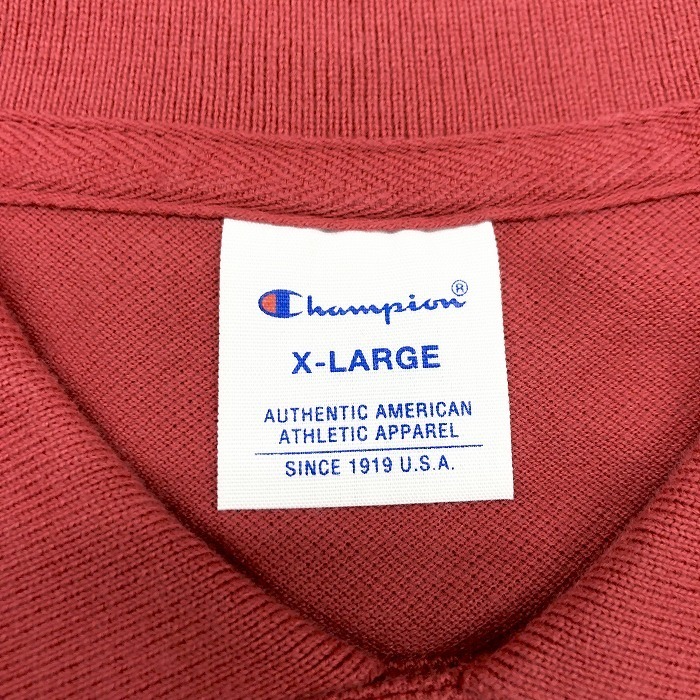 Champion®
X-LARGE
AUTHENTIC AMERICAN
ATHLETIC APPAREL
SINCE 1919 U.S.A.